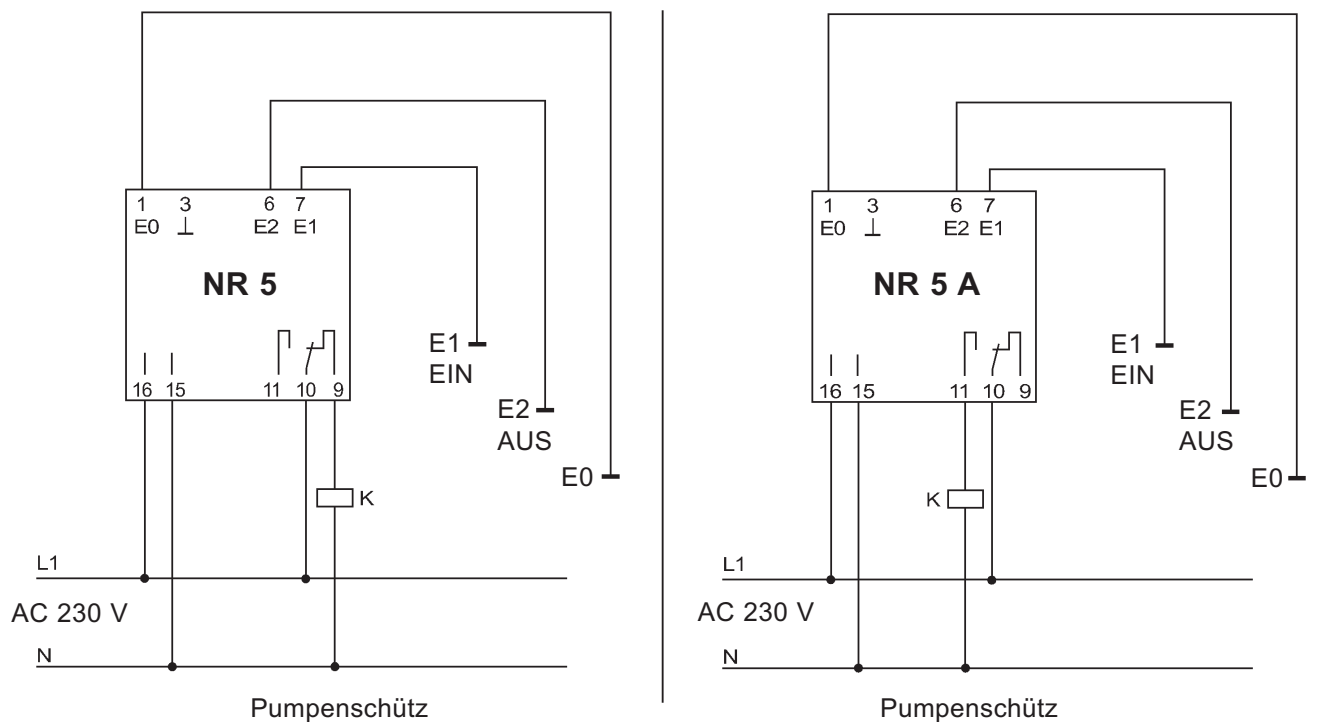 1 3 6 7
E0 ⊥ E2 E1
NR 5
16 15 11 10 9
E1
EIN
E2
AUS
E0
K
L1
AC 230 V
N
Pumpenschütz
1 3 6 7
E0 ⊥ E2 E1
NR 5 A
16 15 11 10 9
E1
EIN
E2
AUS
E0
K
L1
AC 230 V
N
Pumpenschütz